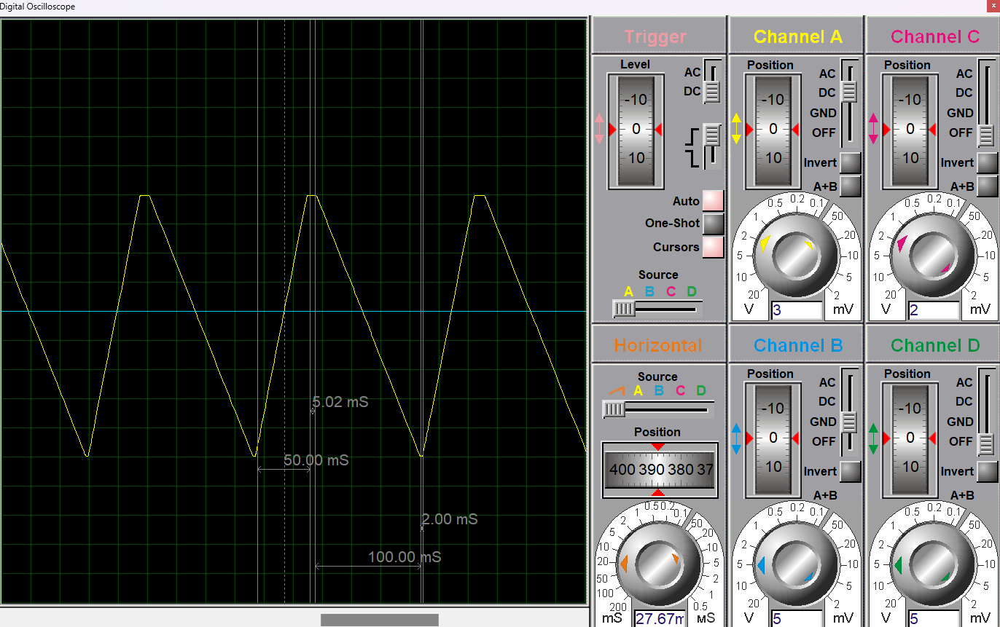 Digital Oscilloscope
x
5.02 mS
50.00 mS
2.00 mS
100.00 mS
Trigger
Level
-10
0
10
AC
DC
Auto
One-Shot
Cursors
Source
A B C D
Channel A
Position
-10
0
10
AC
DC
GND
OFF
Invert
A+B
0.5 0.2 0.1
1 50
2 20
5 10
10 5
20 2
V mV
3
Channel C
Position
-10
0
10
AC
DC
GND
OFF
Invert
A+B
0.5 0.2 0.1
1 50
2 20
5 10
10 5
20 2
V mV
2
Horizontal
Source
A B C D
Position
400 390 380 37
1 0.5 0.2 0.1
2 50
5 20
10 10
20 5
50 2
100 1
200 0.5
mS µS
27.67m
Channel B
Position
-10
0
10
AC
DC
GND
OFF
Invert
A+B
0.5 0.2 0.1
1 50
2 20
5 10
10 5
20 2
V mV
5
Channel D
Position
-10
0
10
AC
DC
GND
OFF
Invert
A+B
0.5 0.2 0.1
1 50
2 20
5 10
10 5
20 2
V mV
5